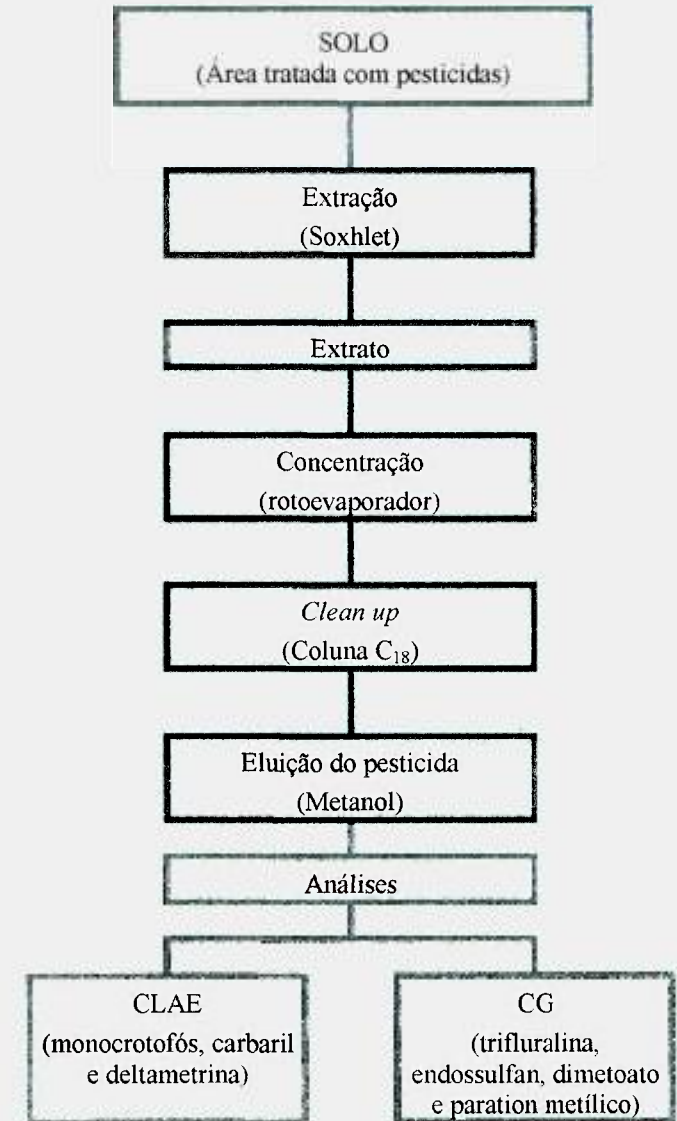 SOLO
(Área tratada com pesticidas)
Extração
(Soxhlet)
Extrato
Concentração
(rotoevaporador)
Clean up
(Coluna C₁₈)
Eluição do pesticida
(Metanol)
Análises
CLAE
(monocrotofós, carbaril
e deltametrina)
CG
(trifluralina,
endossulfan, dimetoato
e paration metílico)